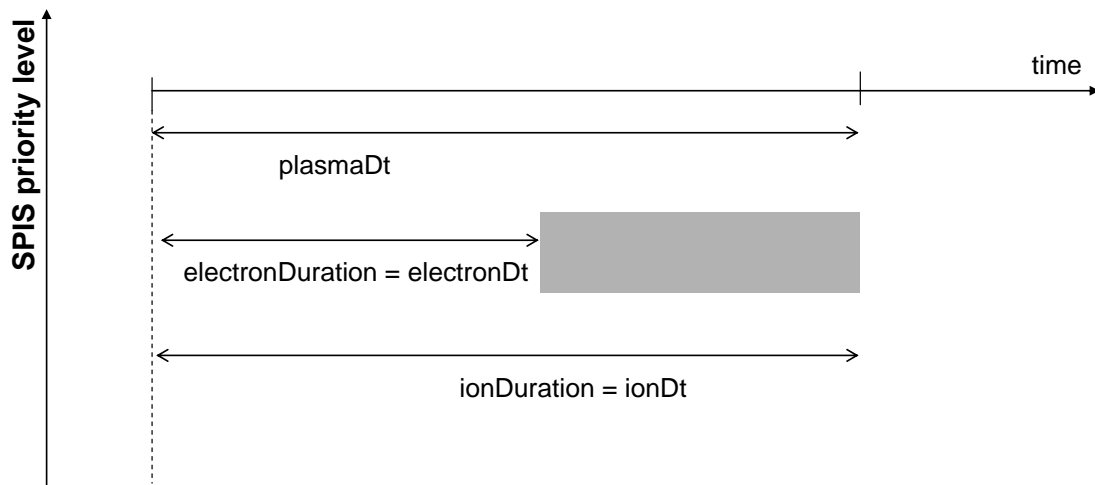 SPIS priority level
time
plasmaDt
electronDuration = electronDt
ionDuration = ionDt